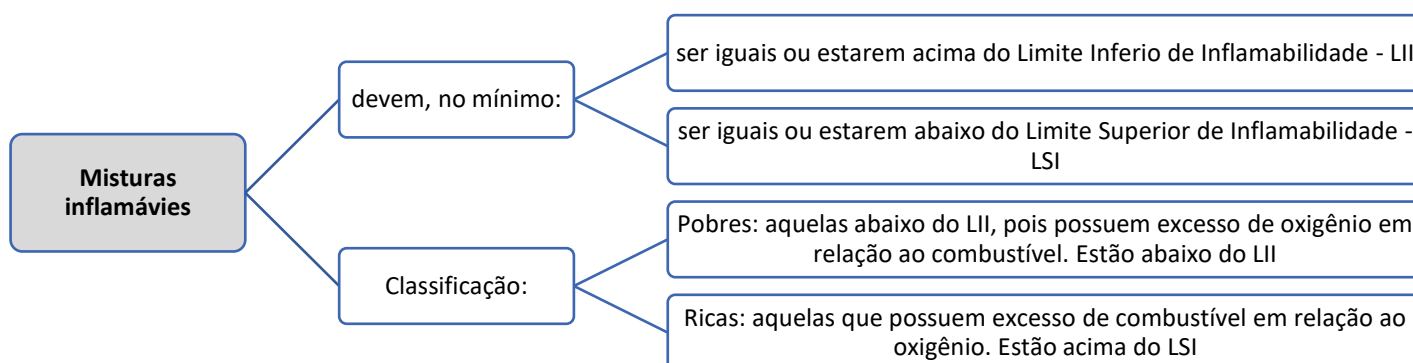 Misturas
inflamávies
devem, no mínimo:
ser iguais ou estarem acima do Limite Inferio de Inflamabilidade - LII
ser iguais ou estarem abaixo do Limite Superior de Inflamabilidade -
LSI
Classificação:
Pobres: aquelas abaixo do LII, pois possuem excesso de oxigênio em
relação ao combustível. Estão abaixo do LII
Ricas: aquelas que possuem excesso de combustível em relação ao
oxigênio. Estão acima do LSI